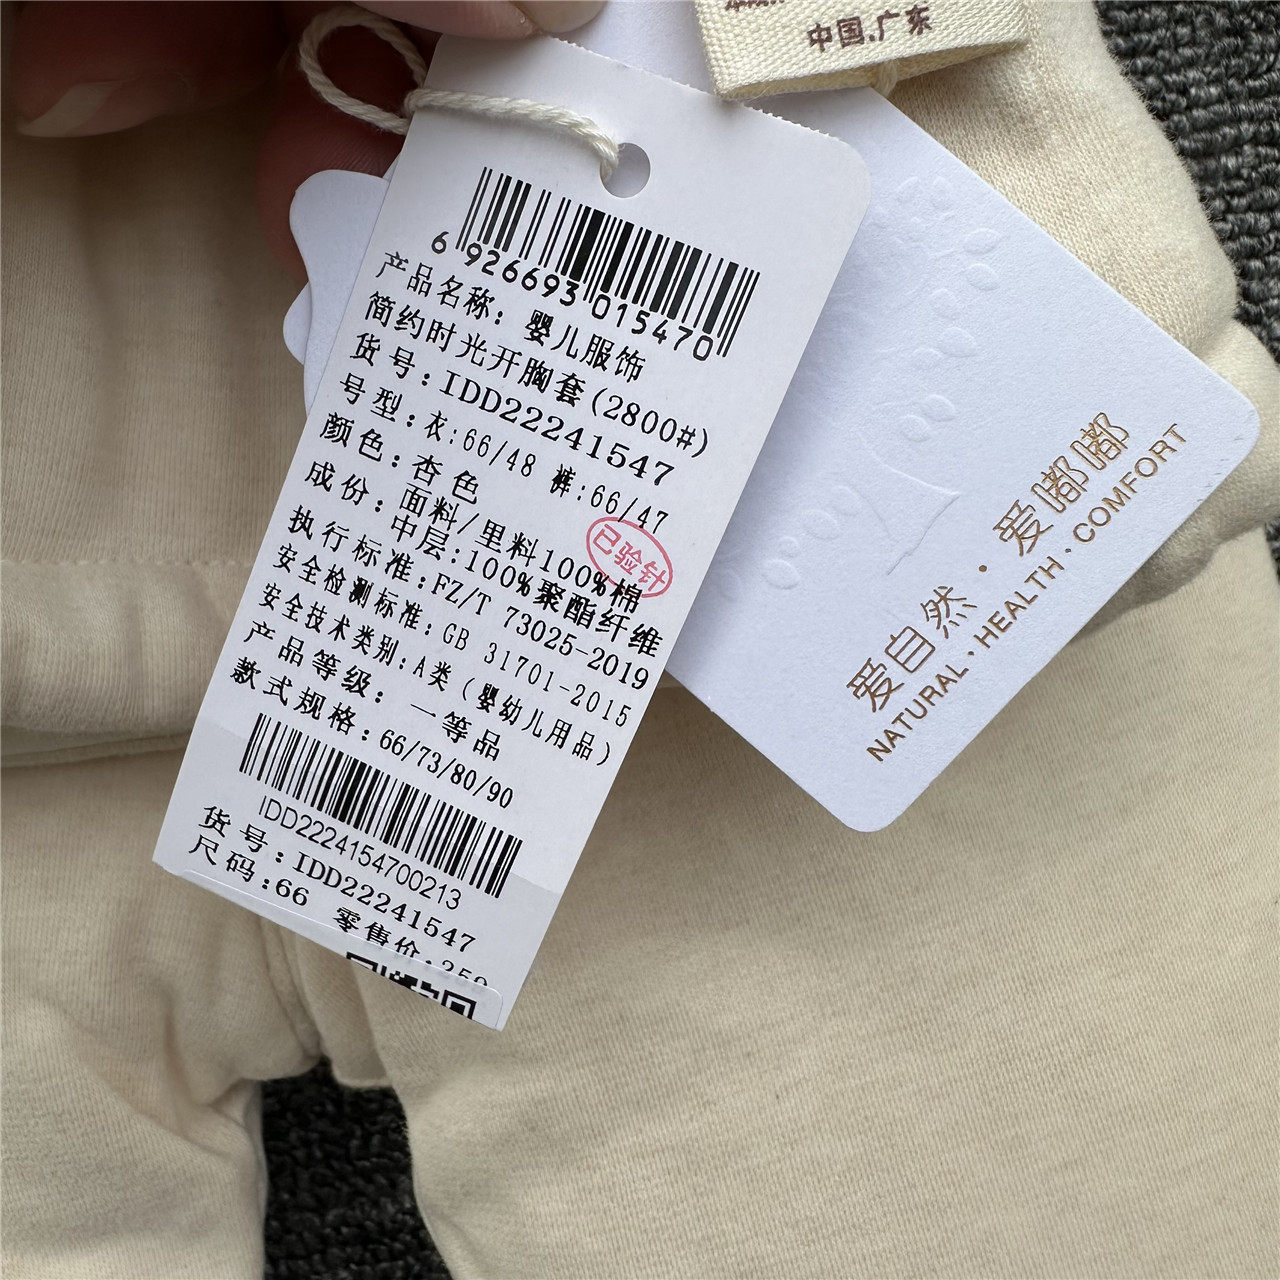 中国.广东
6 926693 015470
产品名称: 婴儿服饰
简约时光开胸套(2800#)
货号:IDD22241547
号型:衣:66/48 裤:66/47
颜色:杏色
成份:面料/里料100%棉
中层:100%聚酯纤维
已验针
执行标准:FZ/T 73025-2019
安全检测标准:GB 31701-2015
安全技术类别:A类(婴幼儿用品)
产品等级: 一等品
款式规格:66/73/80/90
IDD2224154700213
货号:IDD22241547
尺码:66 零售价:
爱自然·爱嘟嘟
NATURAL·HEALTH·COMFORT